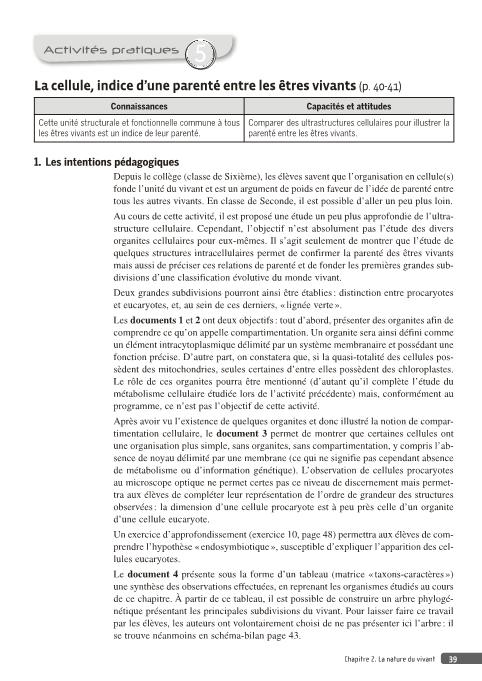 Activités pratiques 5
La cellule, indice d'une parenté entre les êtres vivants (p. 40-41)
Connaissances
Capacités et attitudes
Cette unité structurale et fonctionnelle commune à tous
les êtres vivants est un indice de leur parenté.
Comparer des ultrastructures cellulaires pour illustrer la
parenté entre les êtres vivants.
1. Les intentions pédagogiques
Depuis le collège (classe de Sixième), les élèves savent que l'organisation en cellule(s)
fonde l'unité du vivant et est un argument de poids en faveur de l'idée de parenté entre
tous les autres vivants. En classe de Seconde, il est possible d'aller un peu plus loin.
Au cours de cette activité, il est proposé une étude un peu plus approfondie de l'ultra-
structure cellulaire. Cependant, l'objectif n'est absolument pas l'étude des divers
organites cellulaires pour eux-mêmes. Il s'agit seulement de montrer que l'étude de
quelques structures intracellulaires permet de confirmer la parenté des êtres vivants
mais aussi de préciser ces relations de parenté et de fonder les premières grandes sub-
divisions d'une classification évolutive du monde vivant.
Deux grandes subdivisions pourront ainsi être établies : distinction entre procaryotes
et eucaryotes, et, au sein de ces derniers, « lignée verte ».
Les documents 1 et 2 ont deux objectifs : tout d'abord, présenter des organites afin de
comprendre ce qu'on appelle compartimentation. Un organite sera ainsi défini comme
un élément intracytoplasmique délimité par un système membranaire et possédant une
fonction précise. D'autre part, on constatera que, si la quasi-totalité des cellules pos-
sèdent des mitochondries, seules certaines d'entre elles possèdent des chloroplastes.
Le rôle de ces organites pourra être mentionné (d'autant qu'il complète l'étude du
métabolisme cellulaire étudiée lors de l'activité précédente) mais, conformément au
programme, ce n'est pas l'objectif de cette activité.
Après avoir vu l'existence de quelques organites et donc illustré la notion de compar-
timentation cellulaire, le document 3 permet de montrer que certaines cellules ont
une organisation plus simple, sans organites, sans compartimentation, y compris l'ab-
sence de noyau délimité par une membrane (ce qui ne signifie pas cependant absence
de métabolisme ou d'information génétique). L'observation de cellules procaryotes
au microscope optique ne permet certes pas ce niveau de discernement mais permet-
tra aux élèves de compléter leur représentation de l'ordre de grandeur des structures
observées : la dimension d'une cellule procaryote est à peu près celle d'un organite
d'une cellule eucaryote.
Un exercice d'approfondissement (exercice 10, page 48) permettra aux élèves de com-
prendre l'hypothèse « endosymbiotique », susceptible d'expliquer l'apparition des cel-
lules eucaryotes.
Le document 4 présente sous la forme d'un tableau (matrice « taxons-caractères »)
une synthèse des observations effectuées, en reprenant les organismes étudiés au cours
de ce chapitre. À partir de ce tableau, il est possible de construire un arbre phylogé-
nétique présentant les principales subdivisions du vivant. Pour laisser faire ce travail
par les élèves, les auteurs ont volontairement choisi de ne pas présenter ici l'arbre : il
se trouve néanmoins en schéma-bilan page 43.
Chapitre 2. La nature du vivant 39